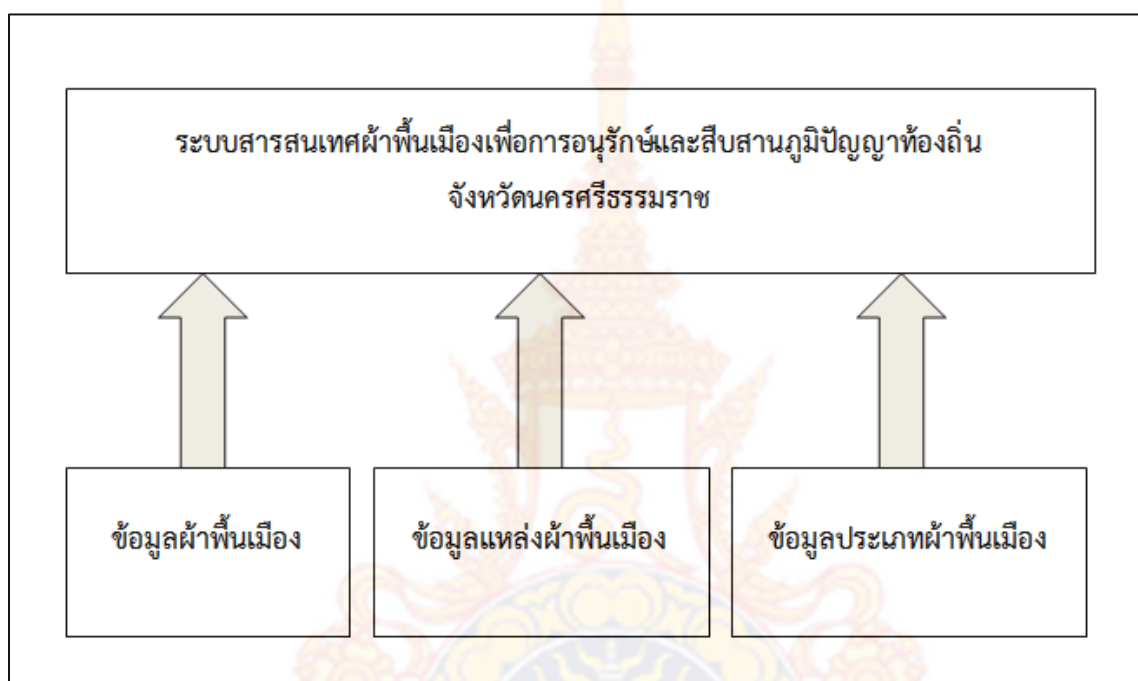 ระบบสารสนเทศผ้าพื้นเมืองเพื่อการอนุรักษ์และสืบสานภูมิปัญญาท้องถิ่น
จังหวัดนครศรีธรรมราช
ข้อมูลผ้าพื้นเมือง
ข้อมูลแหล่งผ้าพื้นเมือง
ข้อมูลประเภทผ้าพื้นเมือง